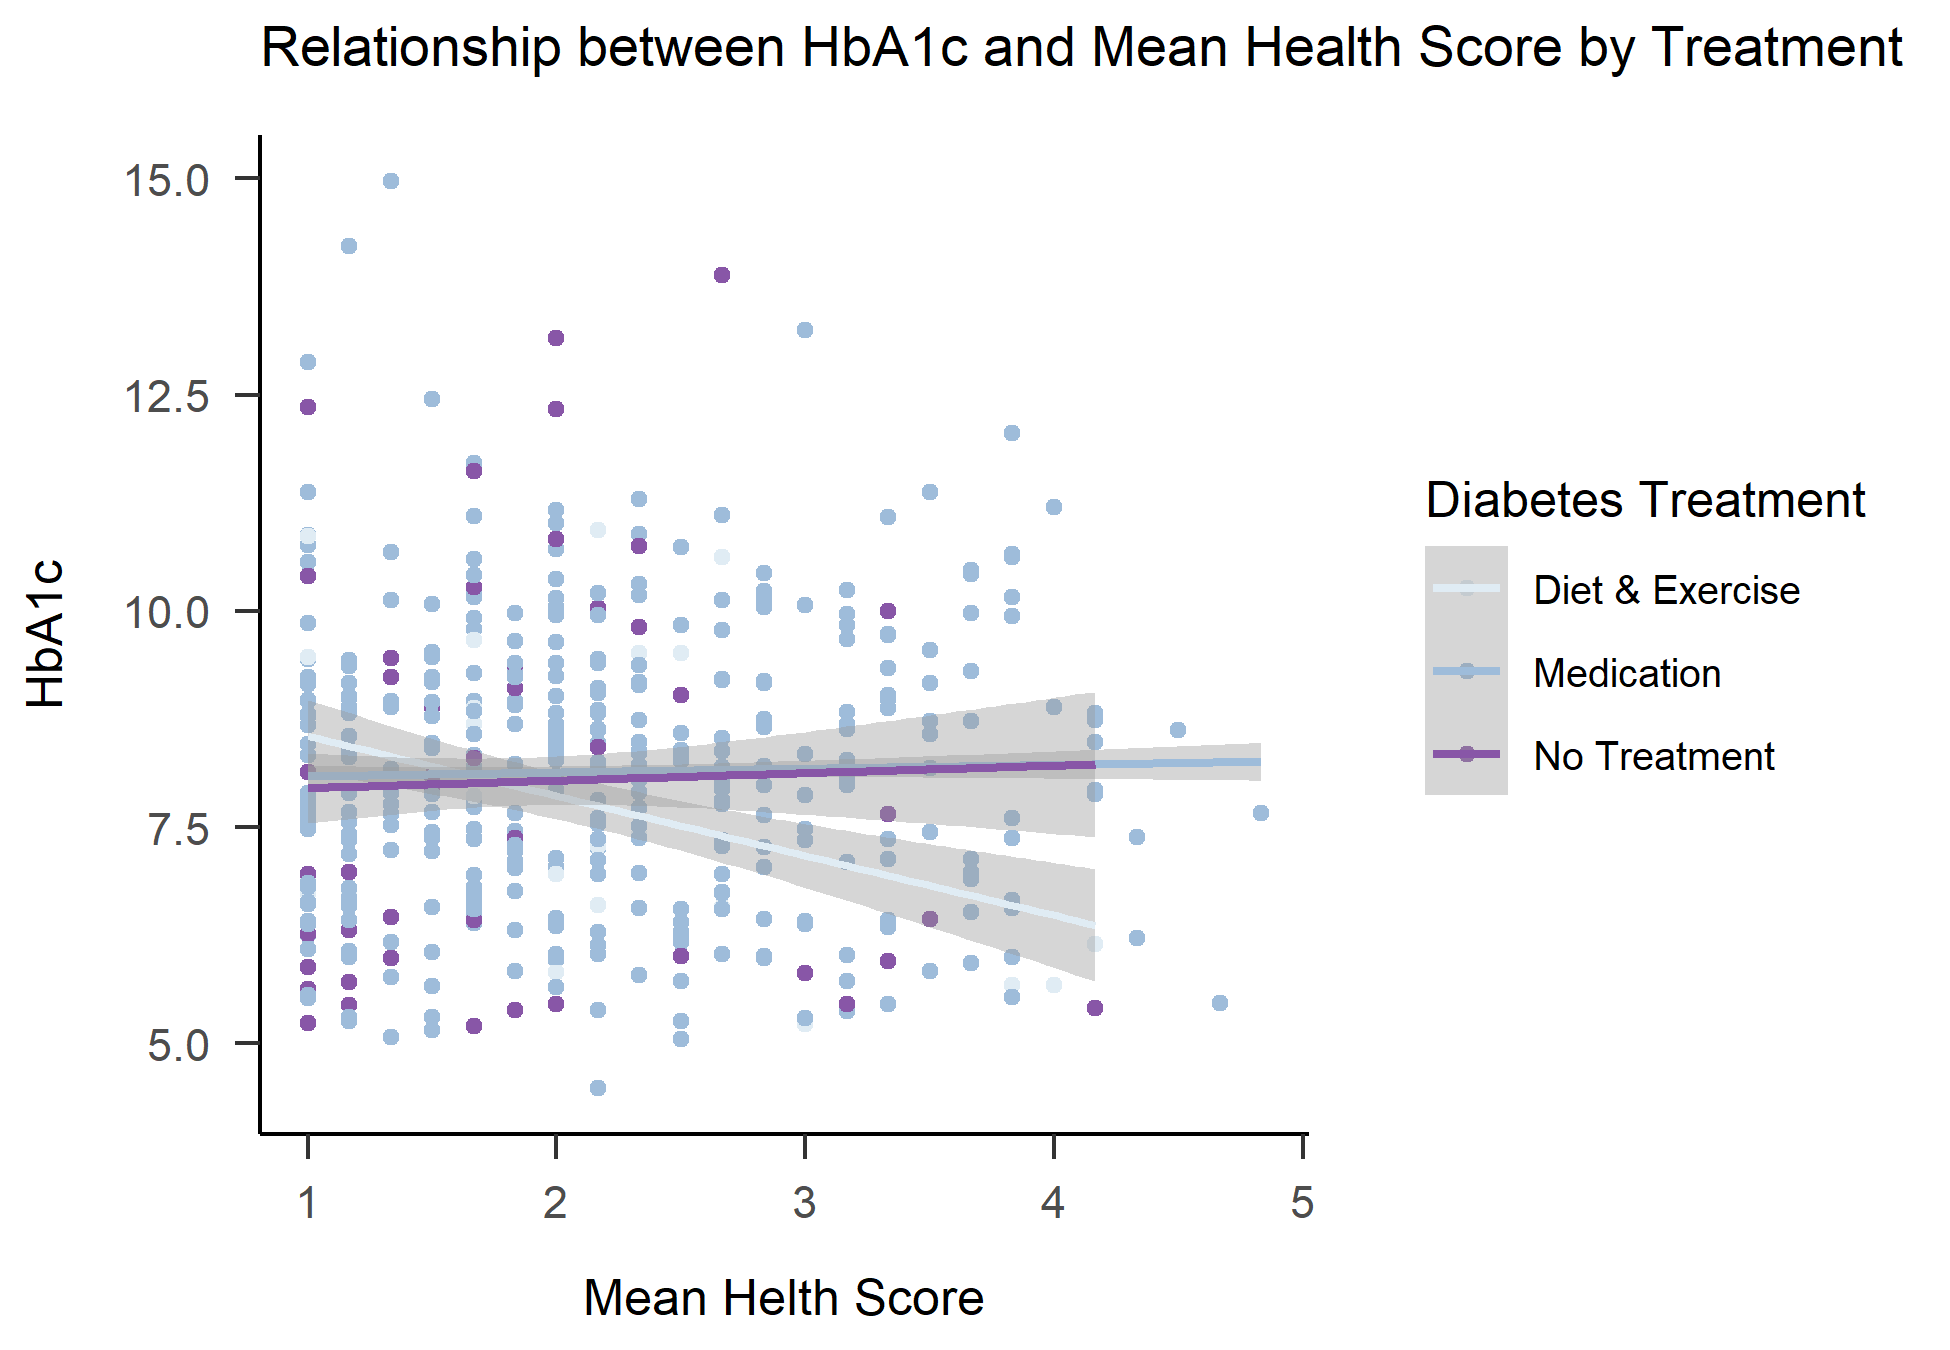 Relationship between HbA1c and Mean Health Score by Treatment
15.0
12.5
10.0
7.5
5.0
HbA1c
1 2 3 4 5
Mean Helth Score
Diabetes Treatment
Diet & Exercise
Medication
No Treatment